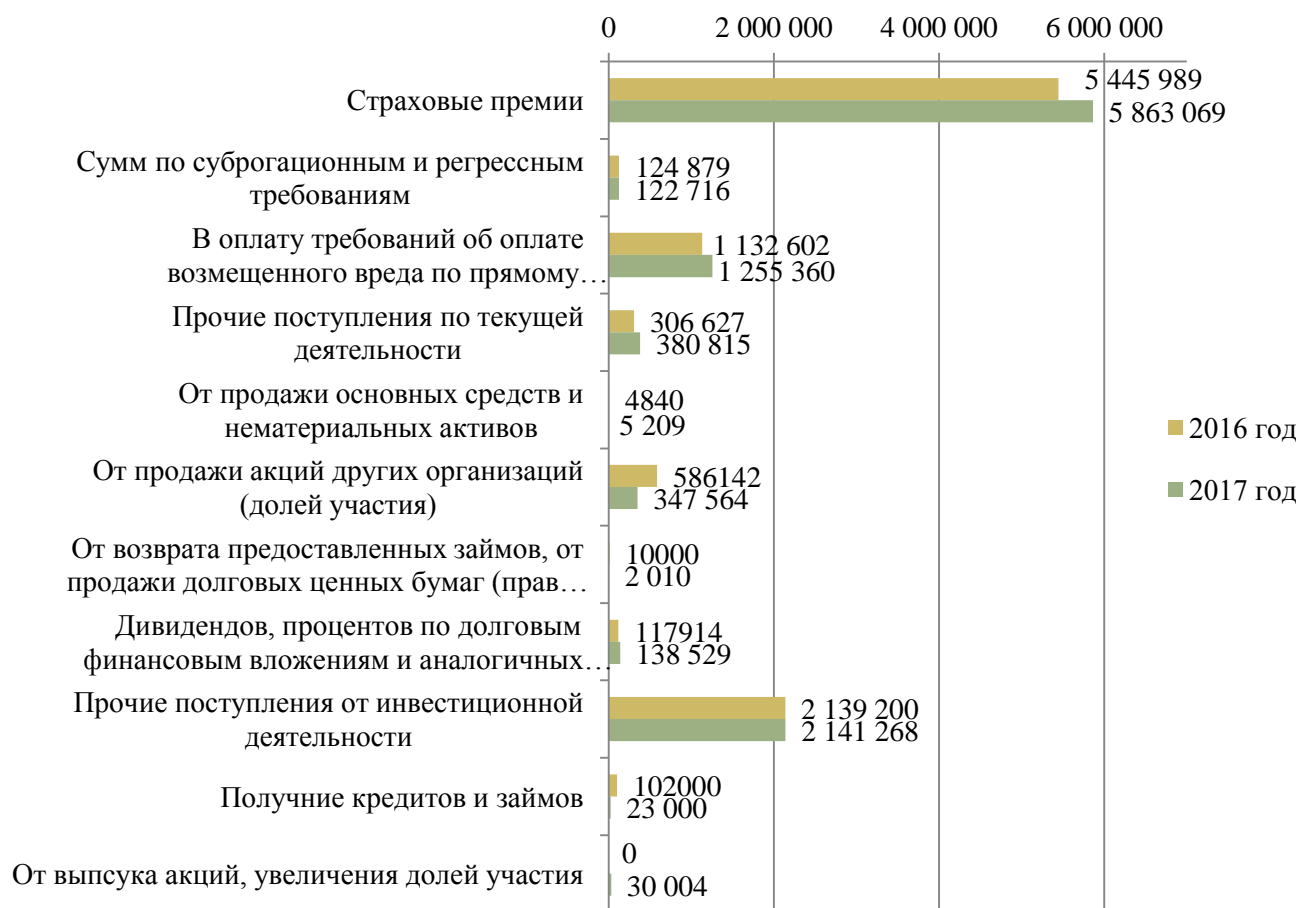 0 2 000 000 4 000 000 6 000 000
Страховые премии
5 445 989
5 863 069
Сумм по суброгационным и регрессным
требованиям
124 879
122 716
В оплату требований об оплате
возмещенного вреда по прямому…
1 132 602
1 255 360
Прочие поступления по текущей
деятельности
306 627
380 815
От продажи основных средств и
нематериальных активов
4840
5 209
От продажи акций других организаций
(долей участия)
586142
347 564
От возврата предоставленных займов, от
продажи долговых ценных бумаг (прав…
10000
2 010
Дивидендов, процентов по долговым
финансовым вложениям и аналогичных…
117914
138 529
Прочие поступления от инвестиционной
деятельности
2 139 200
2 141 268
Получние кредитов и займов
102000
23 000
От выпсука акций, увеличения долей участия
0
30 004
2016 год
2017 год